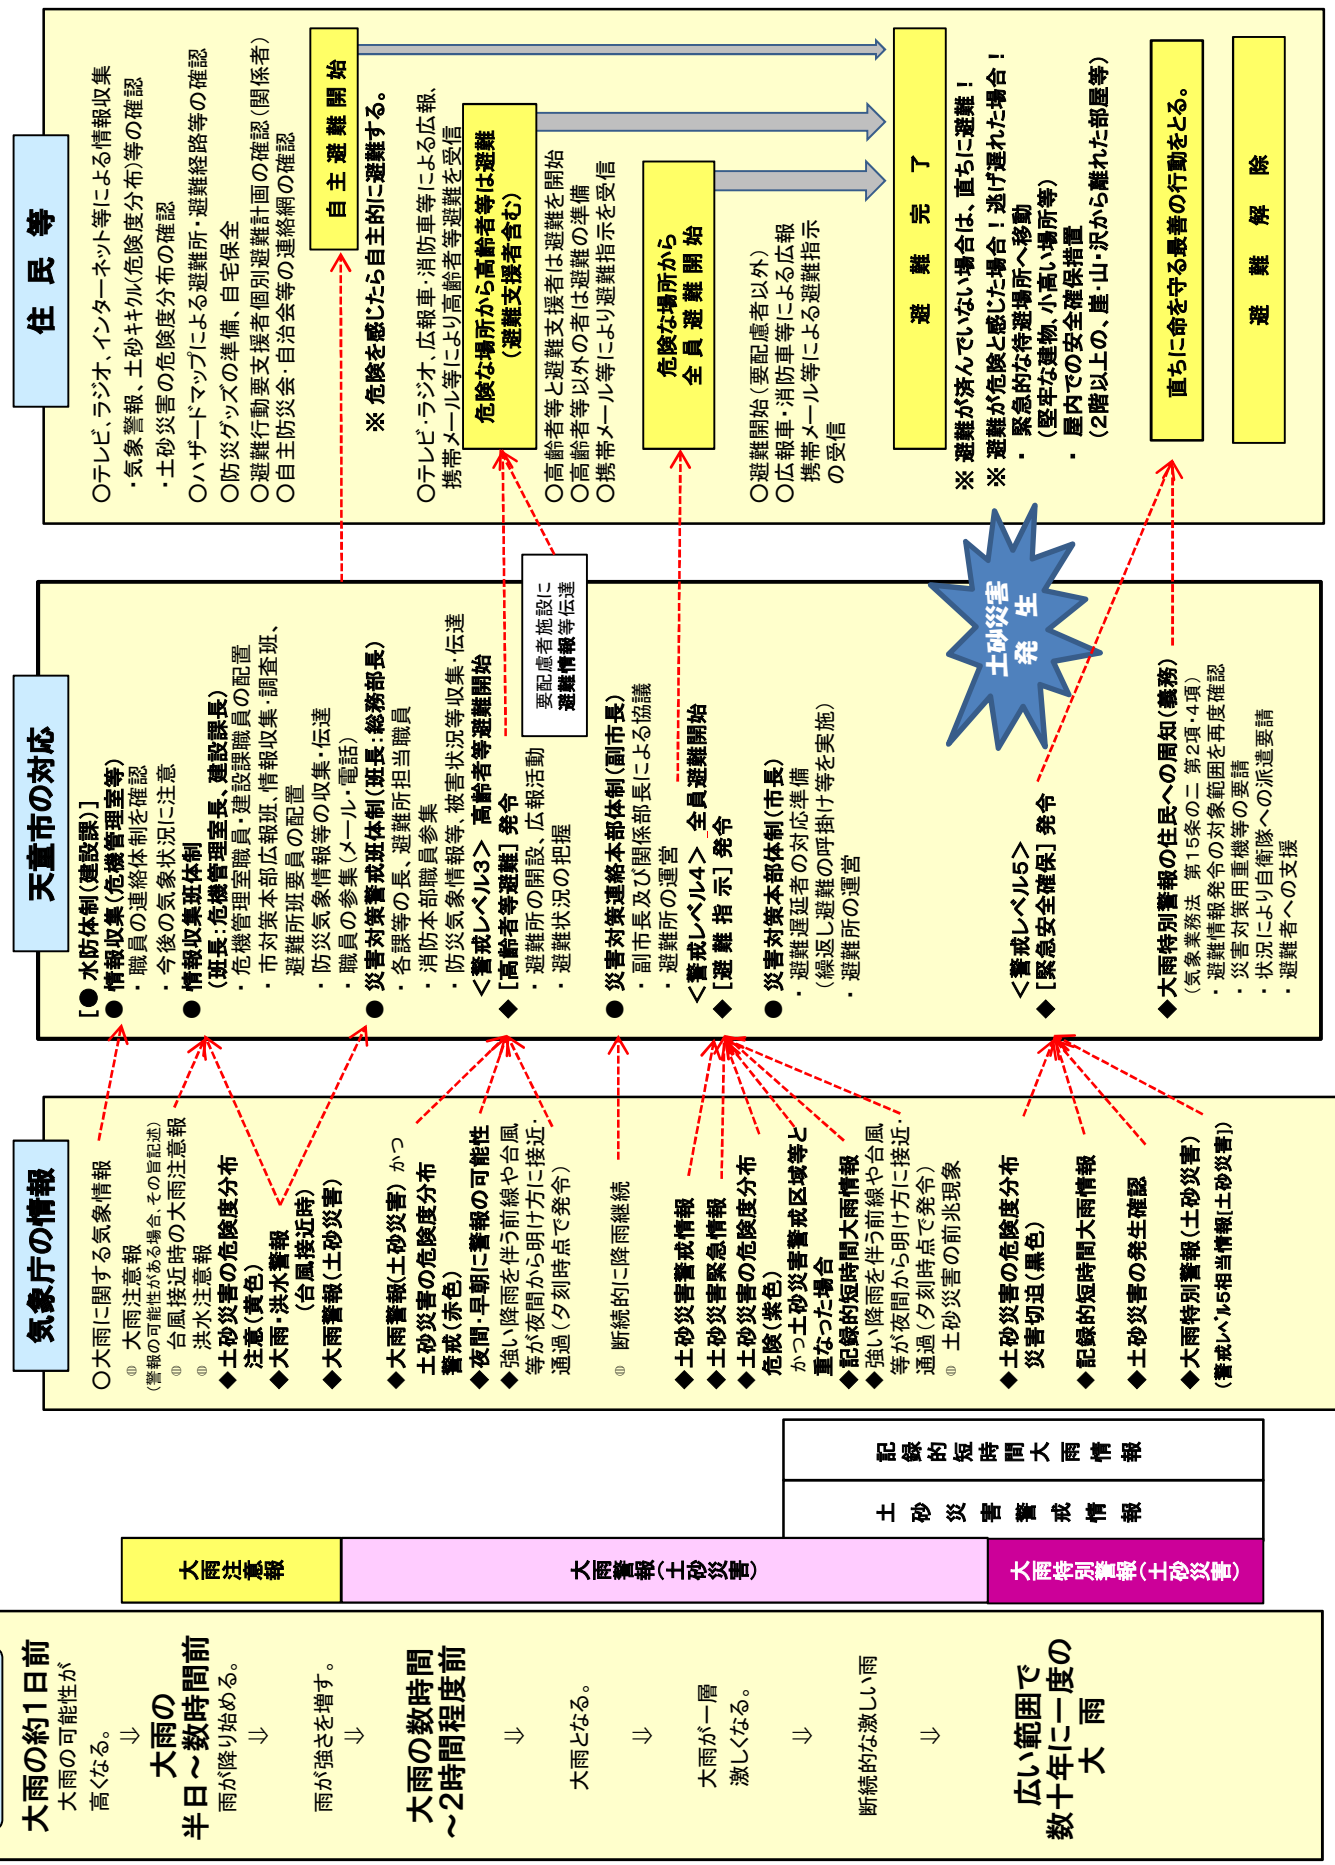 大雨の約1日前
大雨の可能性が
高くなる。
⇒
大雨の
半日～数時間前
雨が降り始める。
⇒
雨が強さを増す。
⇒
大雨の数時間
～2時間程度前
⇒
大雨となる。
⇒
大雨が一層
激しくなる。
⇒
断続的な激しい雨
⇒
広い範囲で
数十年に一度の
大 雨
大雨注意報
大雨警報(土砂災害)
大雨特別警報(土砂災害)
土砂災害警戒情報
記録的短時間大雨情報
気象庁の情報
○大雨に関する気象情報
大雨注意報
(警報の可能性がある場合、その旨記述)
台風接近時の大雨注意報
洪水注意報
◆土砂災害の危険度分布
注意(黄色)
◆大雨・洪水警報
(台風接近時)
◆大雨警報(土砂災害)
◆大雨警報(土砂災害) かつ
土砂災害の危険度分布
警戒(赤色)
◆夜間・早朝に警報の可能性
◆強い降雨を伴う前線や台風
等が夜間から明け方に接近・
通過(夕刻時点で発令)
断続的に降雨継続
◆土砂災害警戒情報
◆土砂災害緊急情報
◆土砂災害の危険度分布
危険(紫色)
かつ土砂災害警戒区域等と
重なった場合
◆記録的短時間大雨情報
◆強い降雨を伴う前線や台風
等が夜間から明け方に接近・
通過(夕刻時点で発令)
土砂災害の前兆現象
◆土砂災害の危険度分布
災害切迫(黒色)
◆記録的短時間大雨情報
◆土砂災害の発生確認
◆大雨特別警報(土砂災害)
(警戒レベル5相当情報[土砂災害])
天童市の対応
[● 水防体制(建設課)]
● 情報収集(危機管理室等)
・ 職員の連絡体制を確認
・ 今後の気象状況に注意
● 情報収集班体制
(班長:危機管理室長、建設課長)
・ 危機管理室職員・建設課職員の配置
・ 市対策本部広報班、情報収集・調査班、
避難所班要員の配置
・ 防災気象情報等の収集・伝達
・ 職員の参集(メール・電話)
● 災害対策警戒班体制(班長:総務部長)
・ 各課等の長、避難所担当職員
・ 消防本部職員参集
・ 防災気象情報等、被害状況等収集・伝達
＜警戒レベル3＞ 高齢者等避難開始
◆ [高齢者等避難] 発令
・ 避難所の開設、広報活動
・ 避難状況の把握
要配慮者施設に
避難情報等伝達
● 災害対策連絡本部体制(副市長)
・ 副市長及び関係部長による協議
・ 避難所の運営
＜警戒レベル4＞ 全員避難開始
◆ [避 難 指 示] 発令
● 災害対策本部体制(市長)
・ 避難遅延者の対応準備
(繰返し避難の呼掛け等を実施)
・ 避難所の運営
土砂災害
発 生
＜警戒レベル5＞
◆ [緊急安全確保] 発令
◆大雨特別警報の住民への周知(義務)
(気象業務法 第15条の二 第2項・4項)
・ 避難情報発令の対象範囲を再度確認
・ 災害対策用重機等の要請
・ 状況により自衛隊への派遣要請
・ 避難者への支援
住 民 等
○テレビ、ラジオ、インターネット等による情報収集
・気象警報、土砂キキクル(危険度分布)等の確認
・土砂災害の危険度分布の確認
○ハザードマップによる避難所・避難経路等の確認
○防災グッズの準備、自宅保全
○避難行動要支援者個別避難計画の確認(関係者)
○自主防災会・自治会等の連絡網の確認
自 主 避 難 開 始
※ 危険を感じたら自主的に避難する。
○テレビ・ラジオ、広報車・消防車等による広報、
携帯メール等により高齢者等避難を受信
危険な場所から高齢者等は避難
(避難支援者含む)
○高齢者等と避難支援者は避難を開始
○高齢者等以外の者は避難の準備
○携帯メール等により避難指示を受信
危険な場所から
全 員 避 難 開 始
○避難開始(要配慮者以外)
○広報車・消防車等による広報
携帯メール等による避難指示
の受信
避 難 完 了
※ 避難が済んでいない場合は、直ちに避難！
※ 避難が危険と感じた場合！逃げ遅れた場合！
・ 緊急的な待避場所へ移動
(堅牢な建物、小高い場所等)
・ 屋内での安全確保措置
(2階以上の、崖・山・沢から離れた部屋等)
直ちに命を守る最善の行動をとる。
避 難 解 除